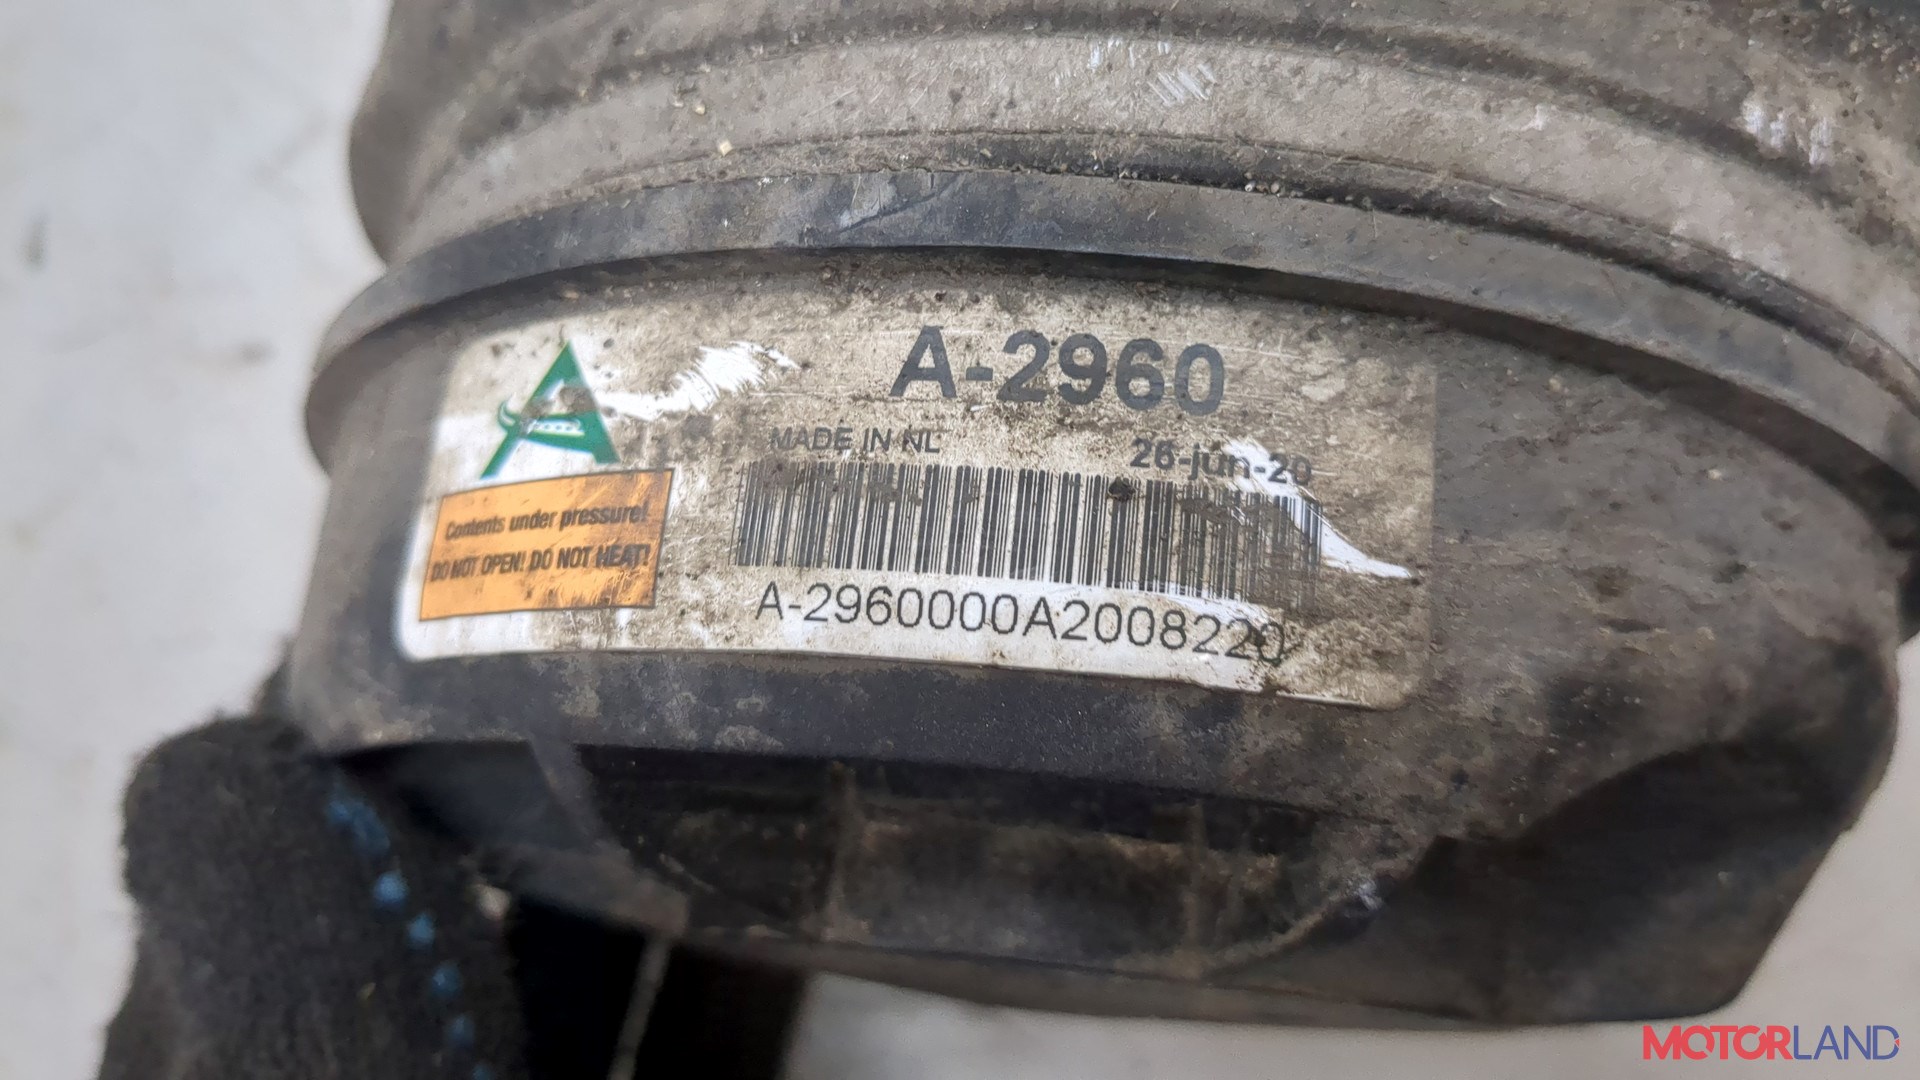 A-2960
MADE IN NL
26-jun-20
Contents under pressure!
DO NOT OPEN! DO NOT HEAT!
A-2960000A2008220
MOTORLAND